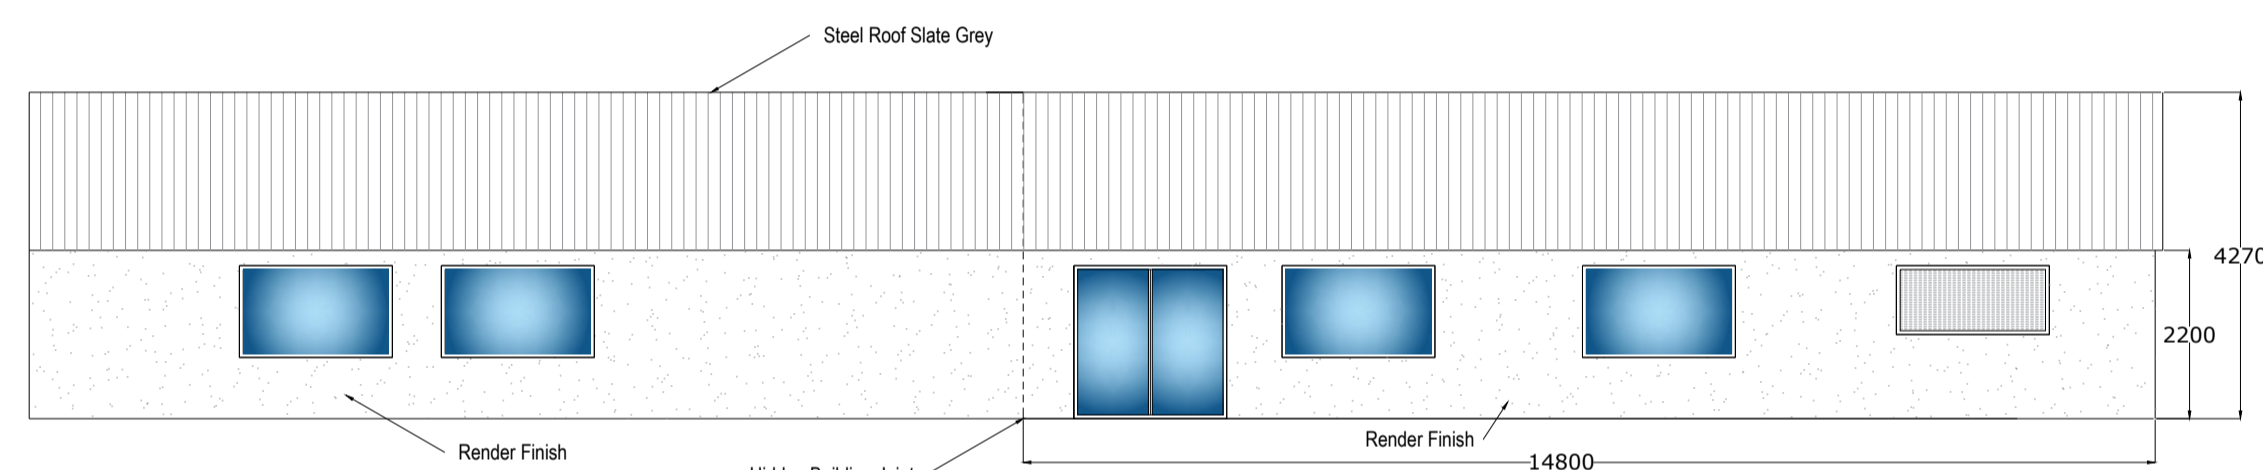 Steel Roof Slate Grey
4270
2200
Render Finish
Render Finish
14800